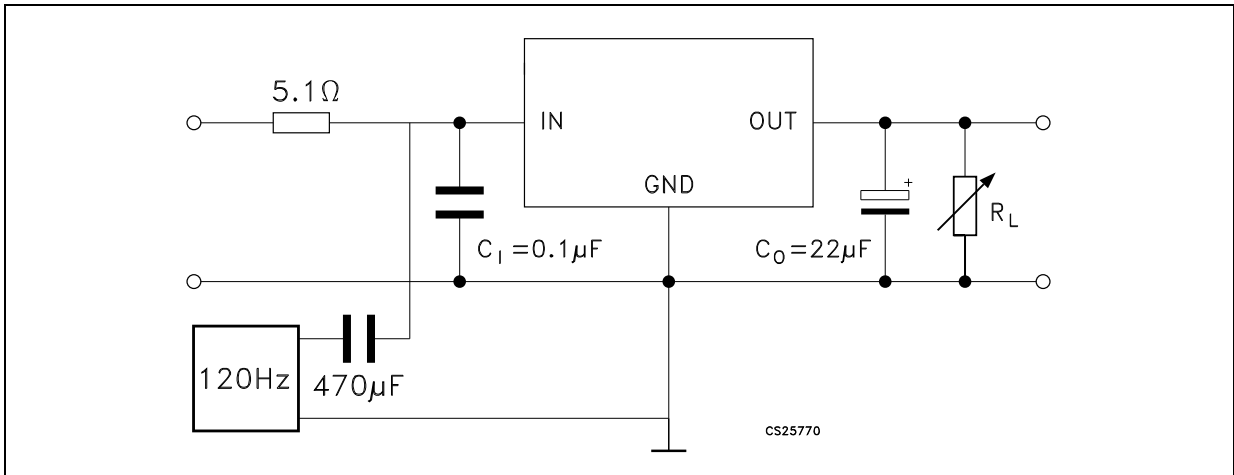 5.1Ω
IN
OUT
GND
R_L
C_I=0.1µF
C_O=22µF
120Hz
470µF
CS25770